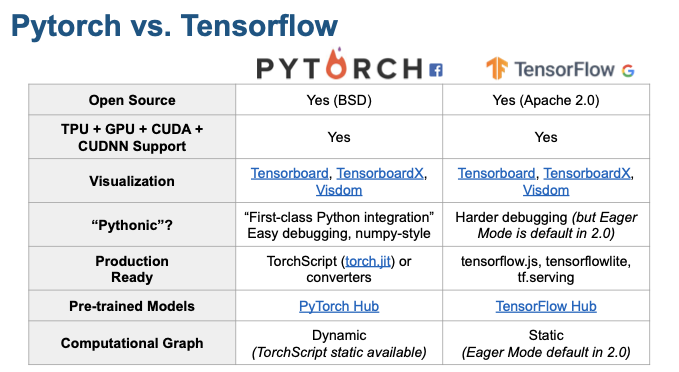 Pytorch vs. Tensorflow
PYTORCH f TensorFlow G
Open Source Yes (BSD) Yes (Apache 2.0)
TPU + GPU + CUDA +
CUDNN Support Yes Yes
Visualization Tensorboard, TensorboardX,
Visdom Tensorboard, TensorboardX,
Visdom
“Pythonic”? “First-class Python integration”
Easy debugging, numpy-style Harder debugging (but Eager
Mode is default in 2.0)
Production
Ready TorchScript (torch.jit) or
converters tensorflow.js, tensorflowlite,
tf.serving
Pre-trained Models PyTorch Hub TensorFlow Hub
Computational Graph Dynamic
(TorchScript static available) Static
(Eager Mode default in 2.0)